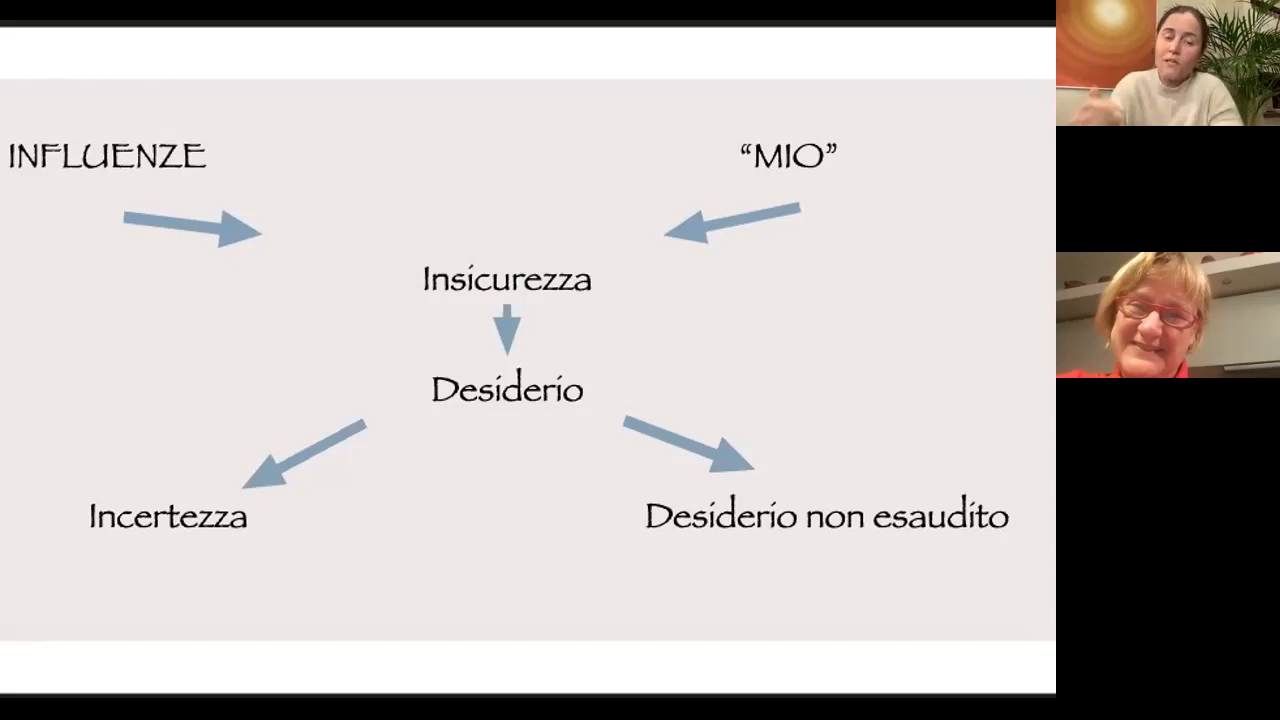 INFLUENZE
“MIO”
Insicurezza
Desiderio
Incertezza
Desiderio non esaudito